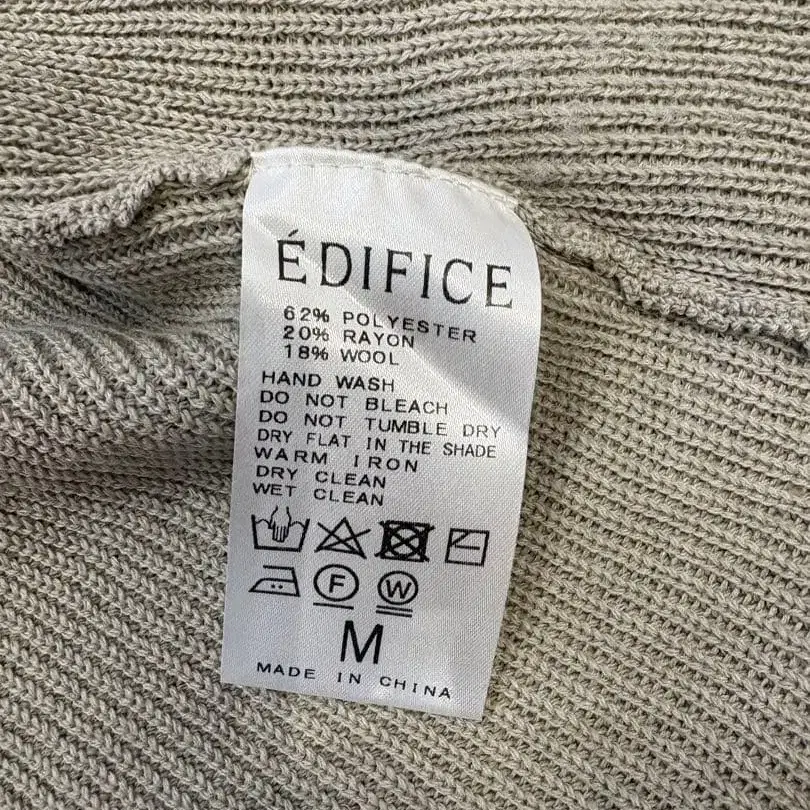 ÉDIFICE
62% POLYESTER
20% RAYON
18% WOOL
HAND WASH
DO NOT BLEACH
DO NOT TUMBLE DRY
DRY FLAT IN THE SHADE
WARM IRON
DRY CLEAN
WET CLEAN
F W
M
MADE IN CHINA